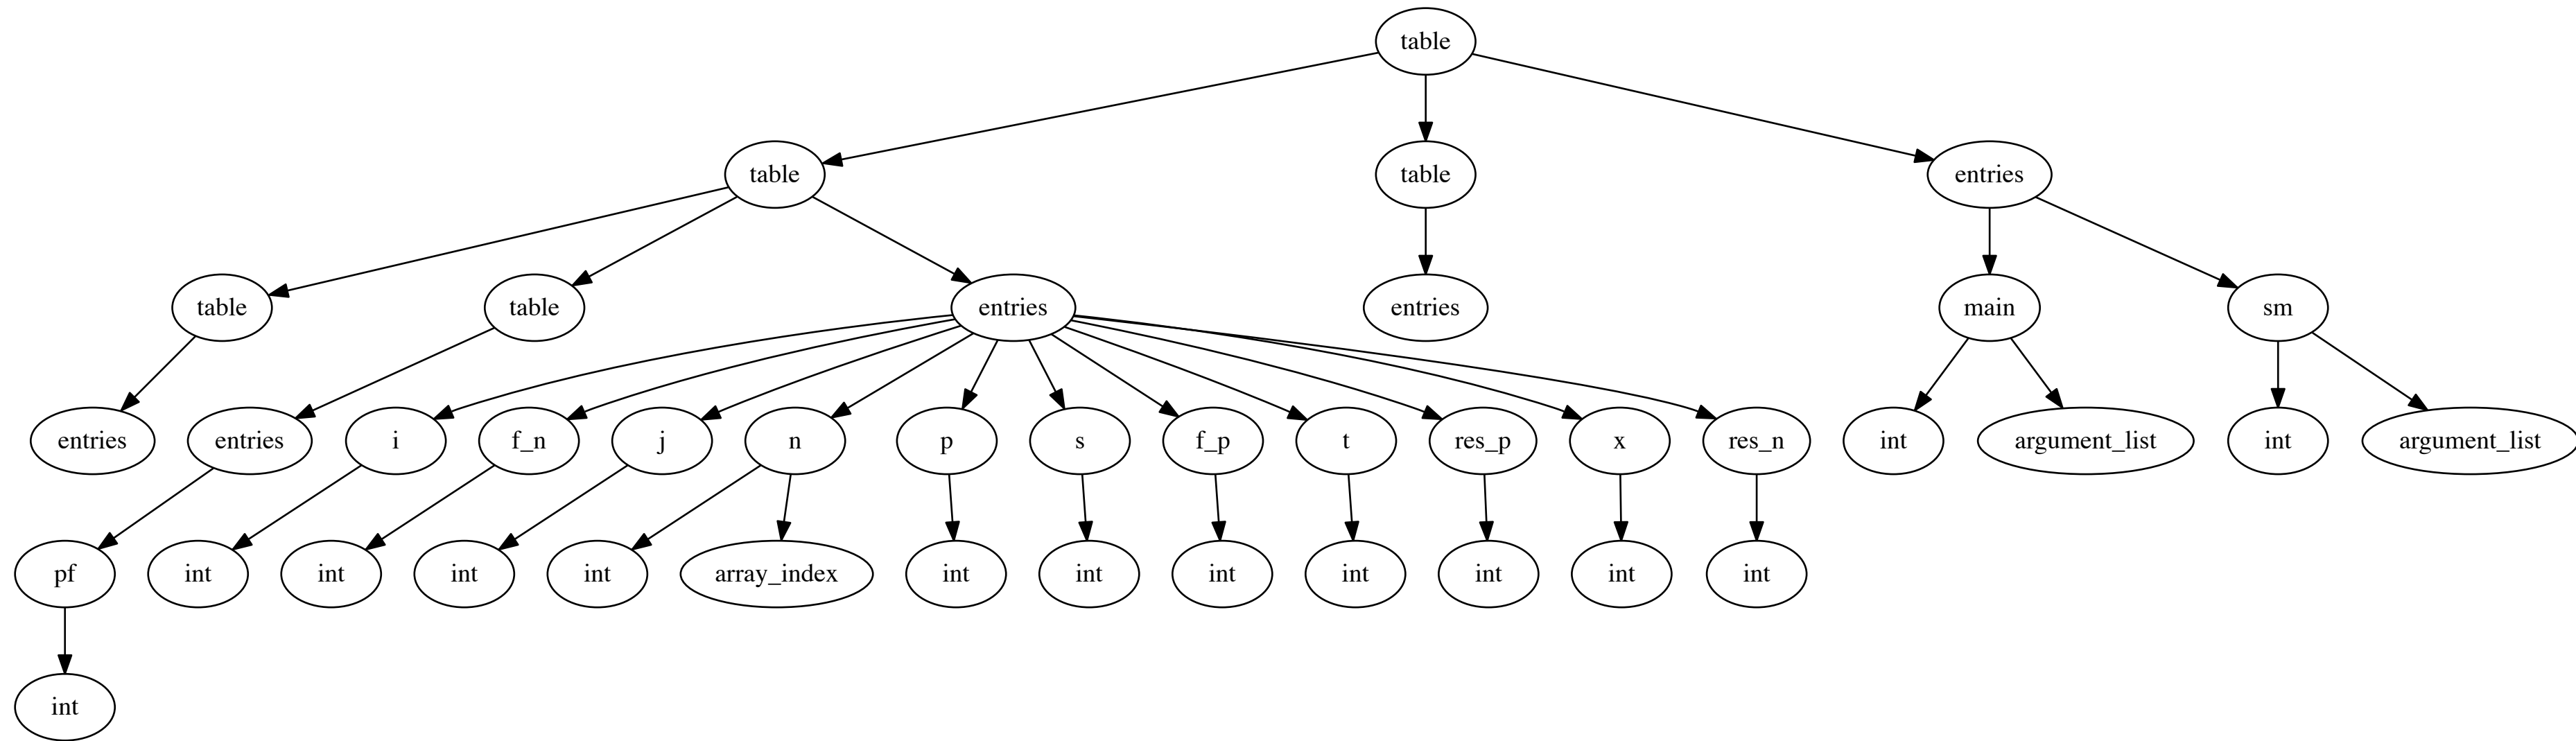 table
table table entries
table table entries entries main sm
entries entries i f_n j n p s f_p t res_p x res_n int argument_list int argument_list
pf int int int int array_index int int int int int int int
int